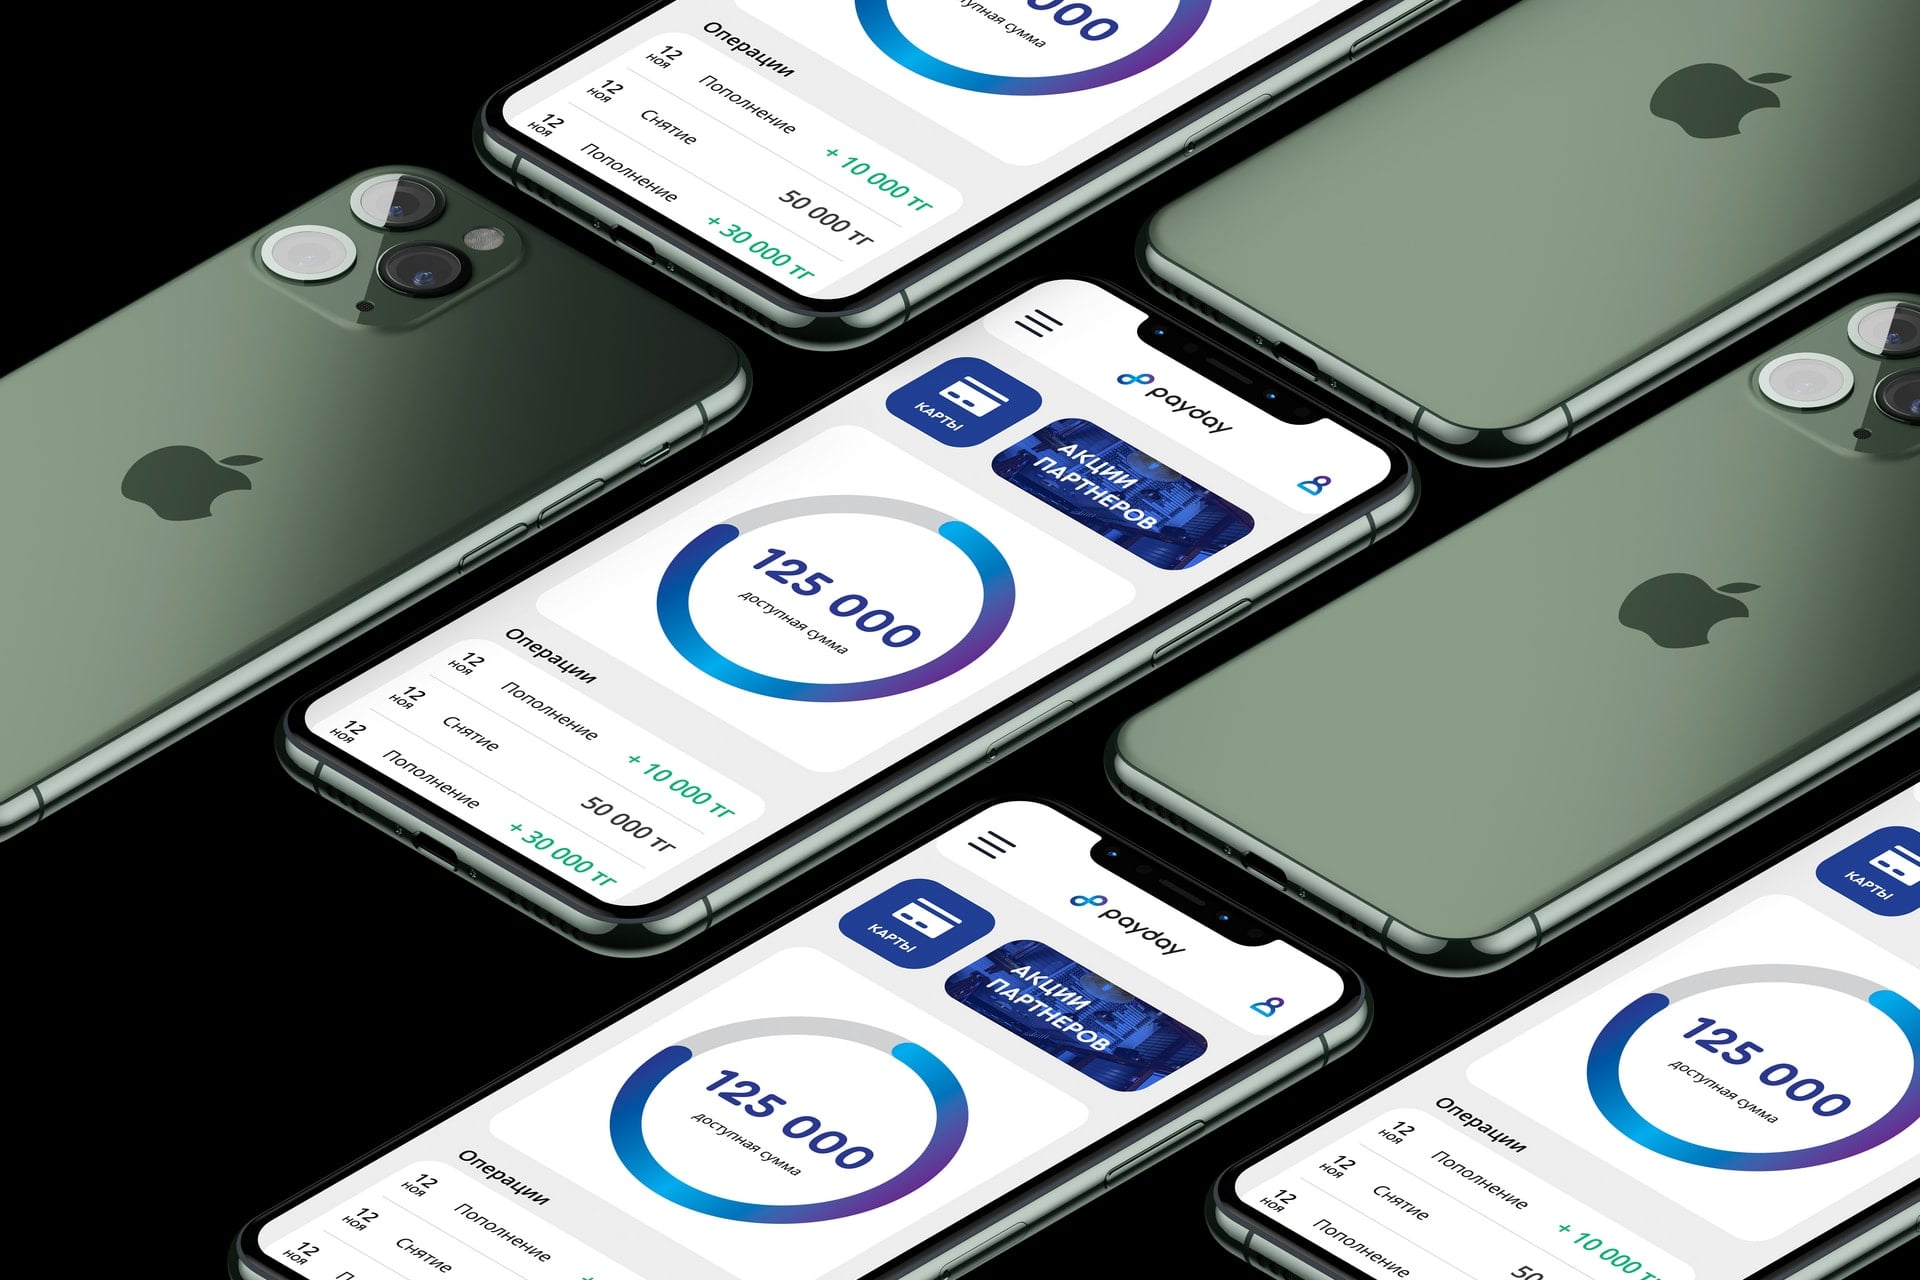 000
доступная сумма
Операции
12
ноя
Пополнение
+ 10 000 тг
12
ноя
Снятие
50 000 тг
12
ноя
Пополнение
+ 30 000 тг
payday
КАРТЫ
АКЦИИ
ПАРТНЕРОВ
125 000
доступная сумма
Операции
12
ноя
Пополнение
+ 10 000 тг
12
ноя
Снятие
50 000 тг
12
ноя
Пополнение
+ 30 000 тг
payday
КАРТЫ
АКЦИИ
ПАРТНЕРОВ
125 000
доступная сумма
Операции
12
ноя
Пополнение
12
ноя
Снятие
12
ноя
КАРТЫ
125 000
доступная сумма
Операции
12
ноя
Пополнение
+ 10 000 тг
12
ноя
Снятие
50
12
ноя
Пополнение